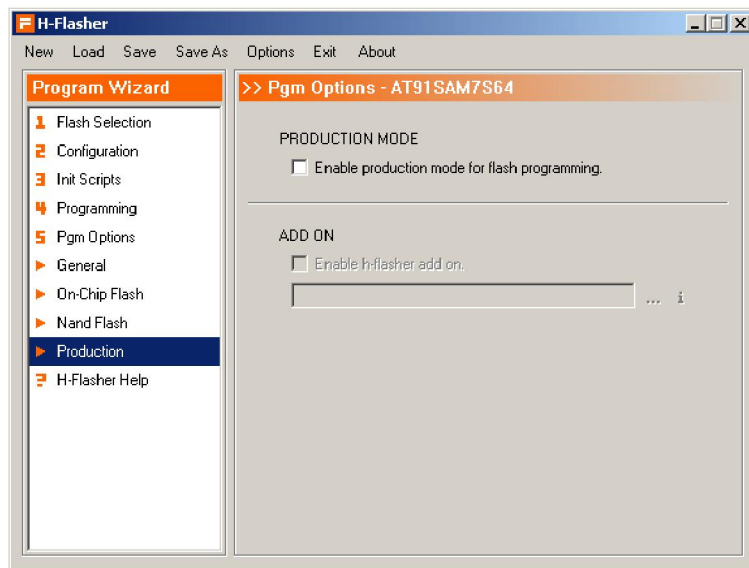 H-Flasher
New Load Save Save As Options Exit About
Program Wizard
1 Flash Selection
2 Configuration
3 Init Scripts
4 Programming
5 Pgm Options
General
On-Chip Flash
Nand Flash
Production
? H-Flasher Help
>> Pgm Options - AT91SAM7S64
PRODUCTION MODE
Enable production mode for flash programming.
ADD ON
Enable h-flasher add on.
... i